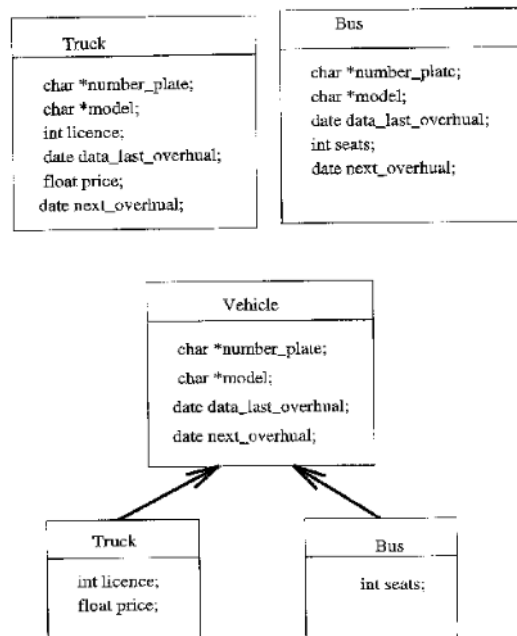 Truck
char *number_plate;
char *model;
int licence;
date data_last_overhual;
float price;
date next_overhual;
Bus
char *number_plate;
char *model;
date data_last_overhual;
int seats;
date next_overhual;
Vehicle
char *number_plate;
char *model;
date data_last_overhual;
date next_overhual;
Truck
int licence;
float price;
Bus
int seats;